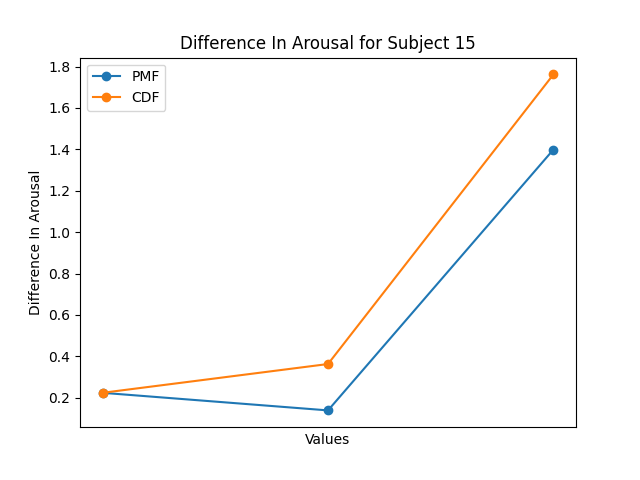 Difference In Arousal for Subject 15
PMF
CDF
1.8
1.6
1.4
1.2
1.0
0.8
0.6
0.4
0.2
Difference In Arousal
Values